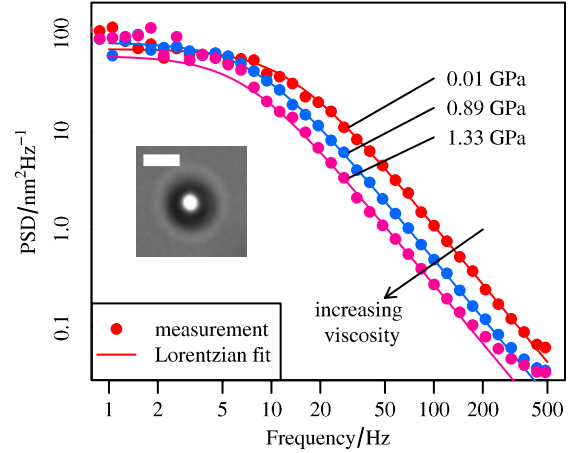 100
10
1.0
0.1
PSD/nm²Hz⁻¹
0.01 GPa
0.89 GPa
1.33 GPa
increasing
viscosity
measurement
Lorentzian fit
1 2 5 10 20 50 100 200 500
Frequency/Hz